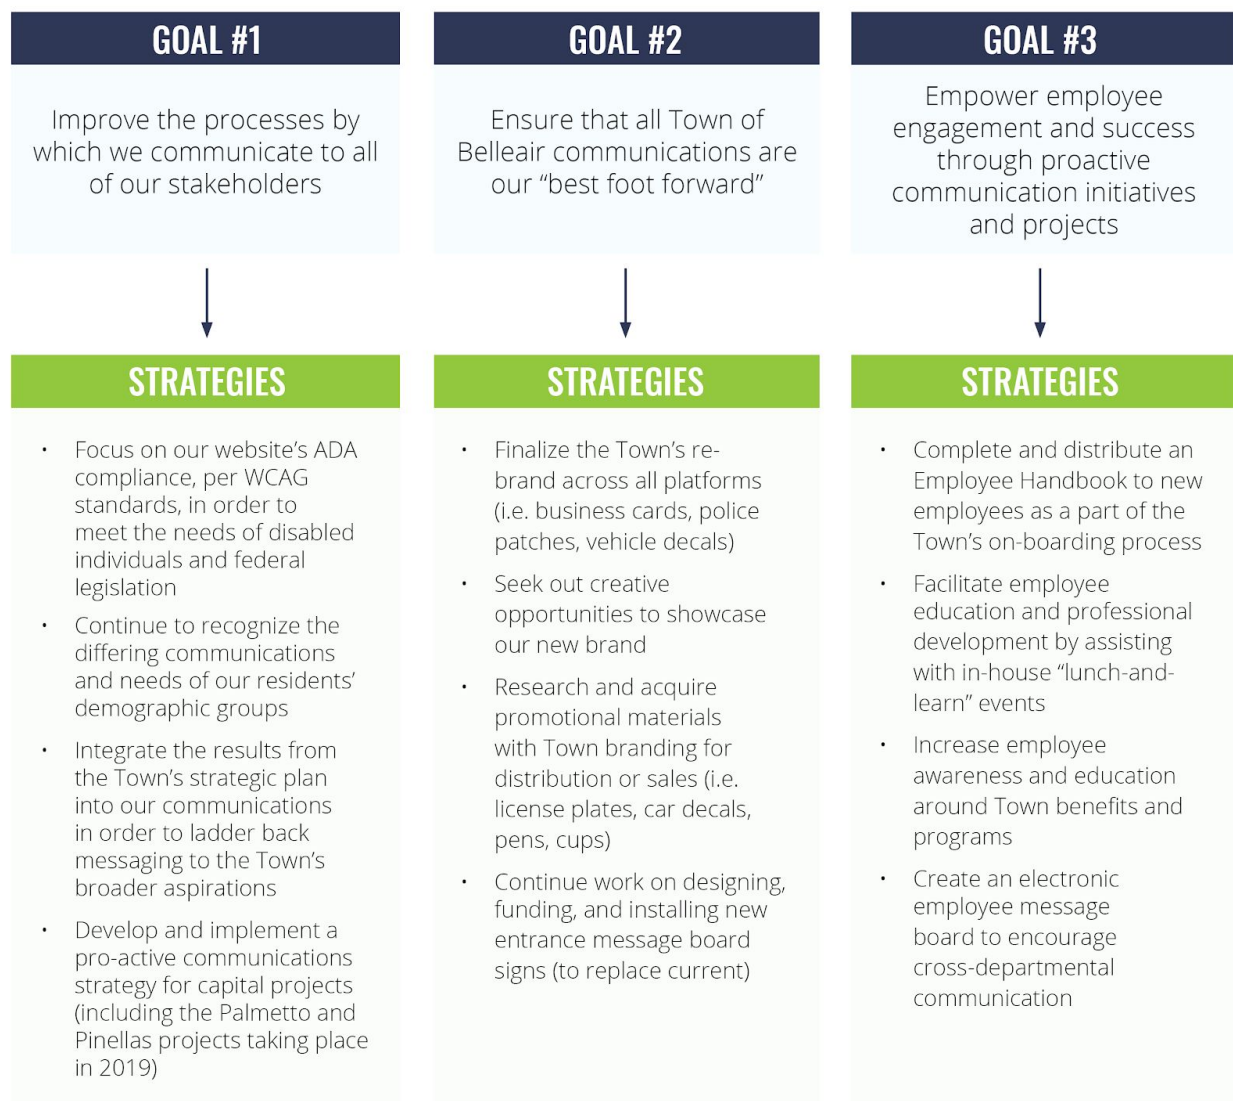 GOAL #1
Improve the processes by
which we communicate to all
of our stakeholders
STRATEGIES
• Focus on our website’s ADA
compliance, per WCAG
standards, in order to
meet the needs of disabled
individuals and federal
legislation
• Continue to recognize the
differing communications
and needs of our residents’
demographic groups
• Integrate the results from
the Town’s strategic plan
into our communications
in order to ladder back
messaging to the Town’s
broader aspirations
• Develop and implement a
pro-active communications
strategy for capital projects
(including the Palmetto and
Pinellas projects taking place
in 2019)
GOAL #2
Ensure that all Town of
Belleair communications are
our “best foot forward”
STRATEGIES
• Finalize the Town’s re-
brand across all platforms
(i.e. business cards, police
patches, vehicle decals)
• Seek out creative
opportunities to showcase
our new brand
• Research and acquire
promotional materials
with Town branding for
distribution or sales (i.e.
license plates, car decals,
pens, cups)
• Continue work on designing,
funding, and installing new
entrance message board
signs (to replace current)
GOAL #3
Empower employee
engagement and success
through proactive
communication initiatives
and projects
STRATEGIES
• Complete and distribute an
Employee Handbook to new
employees as a part of the
Town’s on-boarding process
• Facilitate employee
education and professional
development by assisting
with in-house “lunch-and-
learn” events
• Increase employee
awareness and education
around Town benefits and
programs
• Create an electronic
employee message
board to encourage
cross-departmental
communication